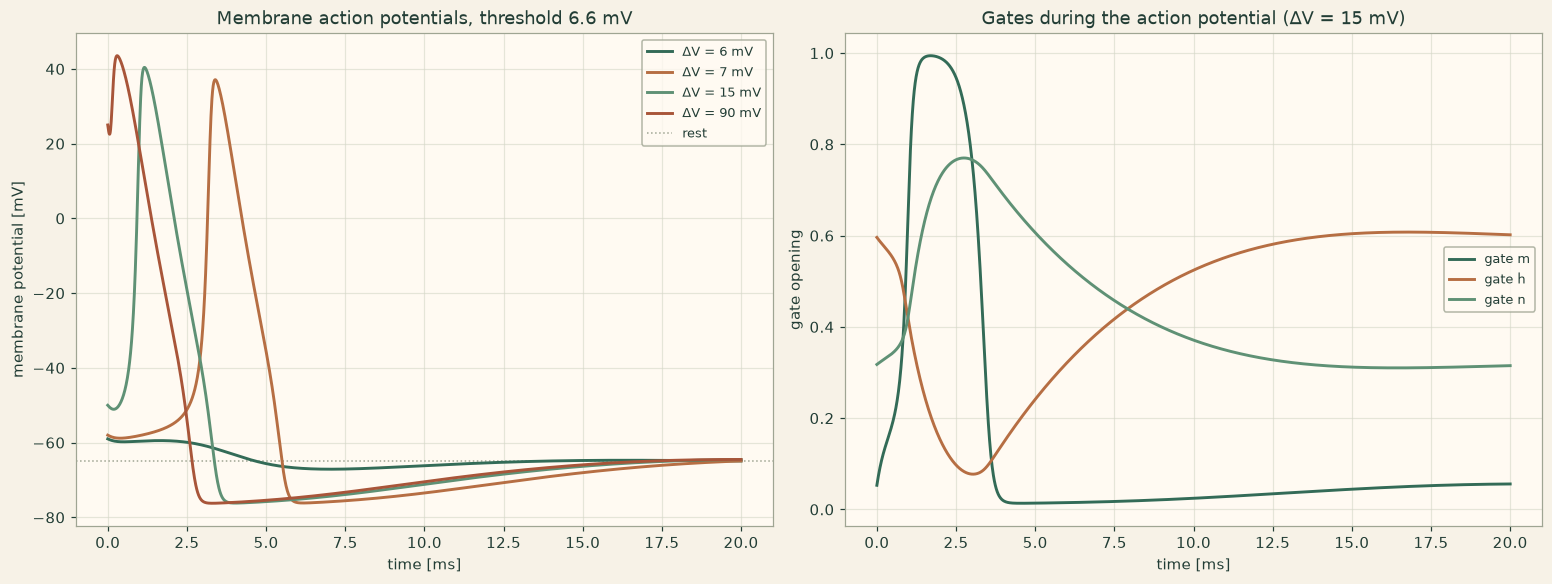 Membrane action potentials, threshold 6.6 mV
membrane potential [mV]
40
20
0
−20
−40
−60
−80
ΔV = 6 mV
ΔV = 7 mV
ΔV = 15 mV
ΔV = 90 mV
rest
0.0 2.5 5.0 7.5 10.0 12.5 15.0 17.5 20.0
time [ms]
Gates during the action potential (ΔV = 15 mV)
gate opening
1.0
0.8
0.6
0.4
0.2
0.0
gate m
gate h
gate n
0.0 2.5 5.0 7.5 10.0 12.5 15.0 17.5 20.0
time [ms]